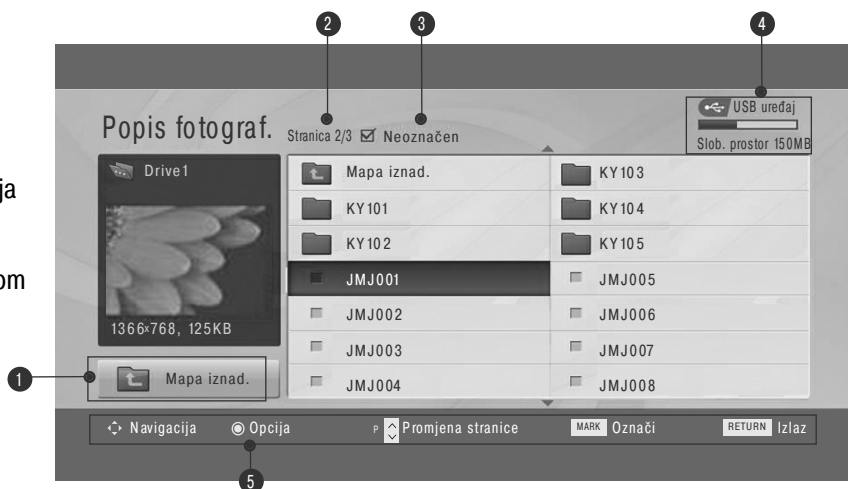 2 3 4
USB uređaj
Popis fotograf. Stranica 2/3 Neoznačen
Slob. prostor 150MB
Drive1
ja
om
1366x768, 125KB
1 Mapa iznad.
Mapa iznad. KY103
KY101 KY104
KY102 KY105
JMJ001 JMJ005
JMJ002 JMJ006
JMJ003 JMJ007
JMJ004 JMJ008
Navigacija Opcija P Promjena stranice MARK Označi RETURN Izlaz
5